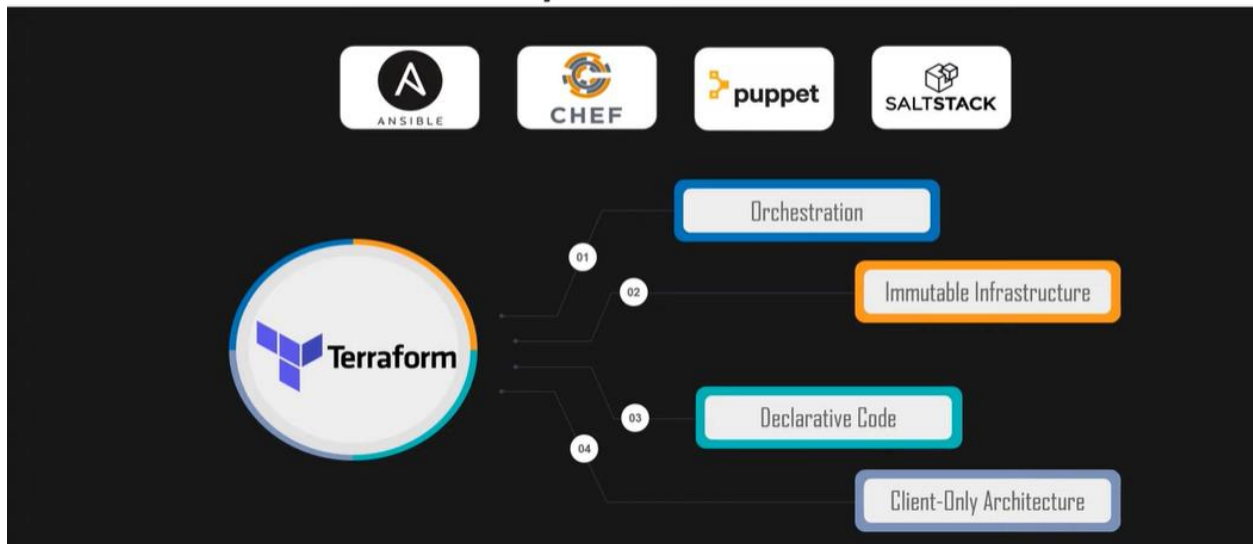 ANSIBLE
CHEF
puppet
SALTSTACK
Orchestration
01
02
Immutable Infrastructure
Terraform
03
Declarative Code
04
Client-Only Architecture